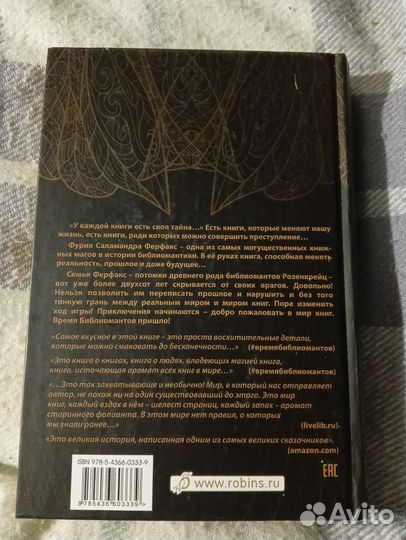 «У каждой книги есть своя тайна...» Есть книги, которые меняют нашу
жизнь, есть книги, ради которых можно совершить преступление...
Фурия Саламандра Ферфакс – одна из самых могущественных книж-
ных магов в истории библиомантики. В её руках книга, способная менять
реальность, прошлое и даже будущее...
Семья Ферфакс – потомки древнего рода библиомантов Розенкрейц –
вот уже более двухсот лет скрывается от своих врагов. Довольно!
Нельзя позволить им переписать прошлое и нарушить и без того
тонкую грань между реальным миром и миром книг. Пора изменить
ход игры! Приключения начинаются – добро пожаловать в мир книг.
Время Библиомантов пришло!
«Самое вкусное в этой книге – это просто восхитительные детали,
которые можно смаковать до бесконечности...» (#времябиблиомантов)
«Это книга о книгах, книга о людях, владеющих магией книги,
книга, источающая аромат всех книг в мире...» (#времябиблиомантов)
«...Это так захватывающе и необычно! Мир, в который нас отправляет
автор, не похож ни на один существовавший до этого. Это мир
книг, каждый вздох в нём – шелест страниц, каждый запах – аромат
старинного фолианта. В этом мире нет правил, о которых
мы знали ранее...» (livelib.ru)
«Это великая история, написанная одним из самых великих сказочников».
(amazon.com)
ISBN 978-5-4366-0333-9
9785436603339
www.robins.ru
EAC
Avito